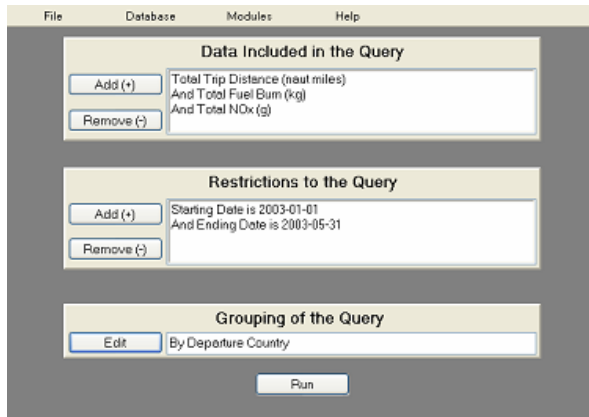 File Database Modules Help
Data Included in the Query
Add (+)
Remove (-)
Total Trip Distance (naut miles)
And Total Fuel Burn (kg)
And Total NOx (g)
Restrictions to the Query
Add (+)
Remove (-)
Starting Date is 2003-01-01
And Ending Date is 2003-05-31
Grouping of the Query
Edit
By Departure Country
Run